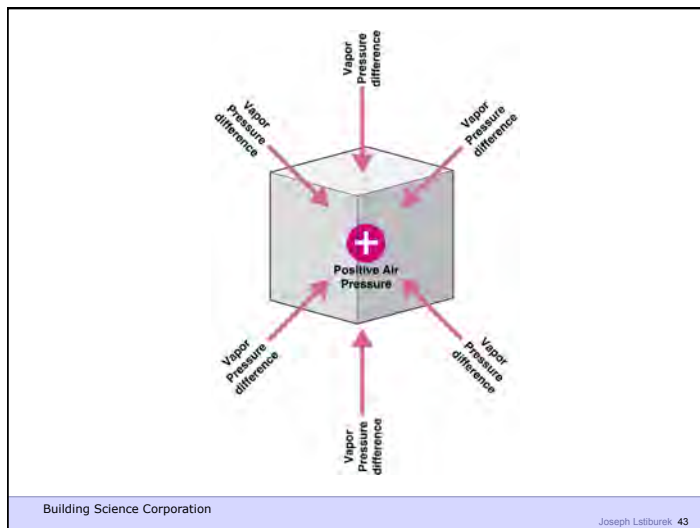 Vapor
Pressure
difference
Vapor
Pressure
difference
Vapor
Pressure
difference
+
Positive Air
Pressure
Vapor
Pressure
difference
Vapor
Pressure
difference
Vapor
Pressure
difference
Building Science Corporation
Joseph Lstiburek 43